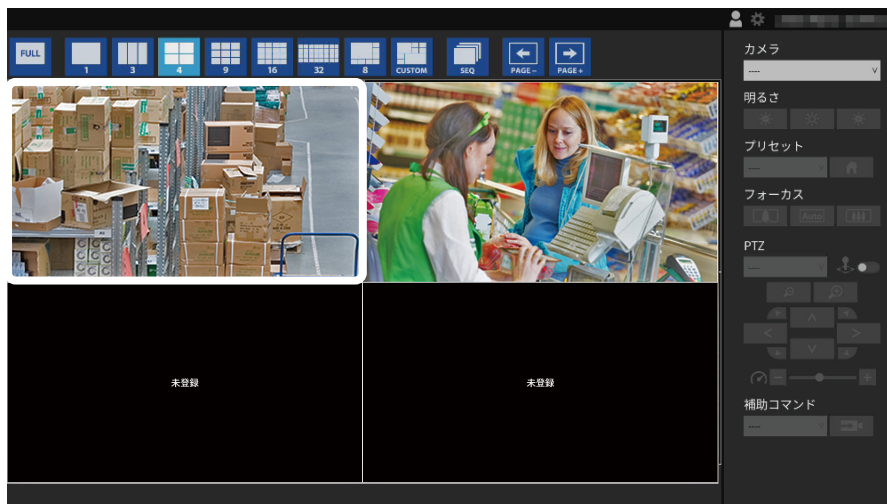 FULL
1
3
4
9
16
32
8
CUSTOM
SEQ
PAGE−
PAGE+
カメラ
----
明るさ
プリセット
----
フォーカス
Auto
PTZ
----
未登録
未登録
補助コマンド
----